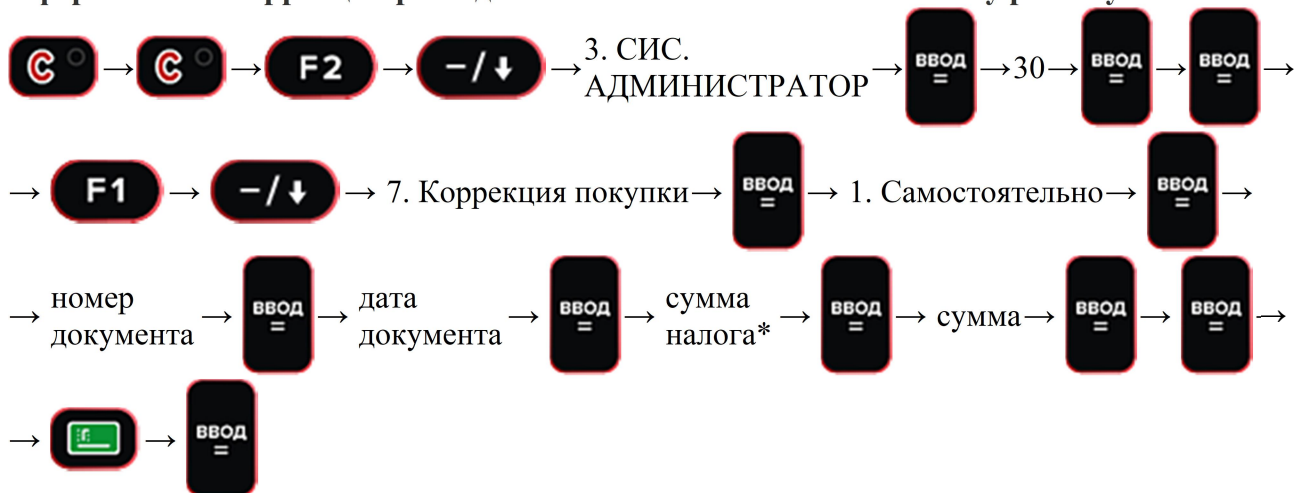 C → C → F2 → −/↓ → 3. СИС. АДМИНИСТРАТОР → ВВОД = → 30 → ВВОД = → ВВОД = →
→ F1 → −/↓ → 7. Коррекция покупки → ВВОД = → 1. Самостоятельно → ВВОД = →
→ номер документа → ВВОД = → дата документа → ВВОД = → сумма налога* → ВВОД = → сумма → ВВОД = → ВВОД = →
→ → ВВОД =